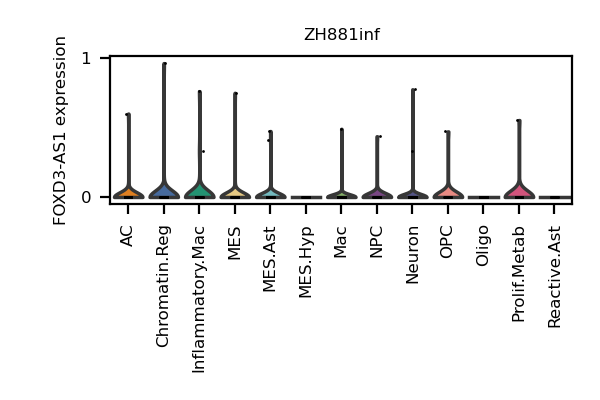 ZH881inf
FOXD3-AS1 expression
1
0
AC
Chromatin.Reg
Inflammatory.Mac
MES
MES.Ast
MES.Hyp
Mac
NPC
Neuron
OPC
Oligo
Prolif.Metab
Reactive.Ast